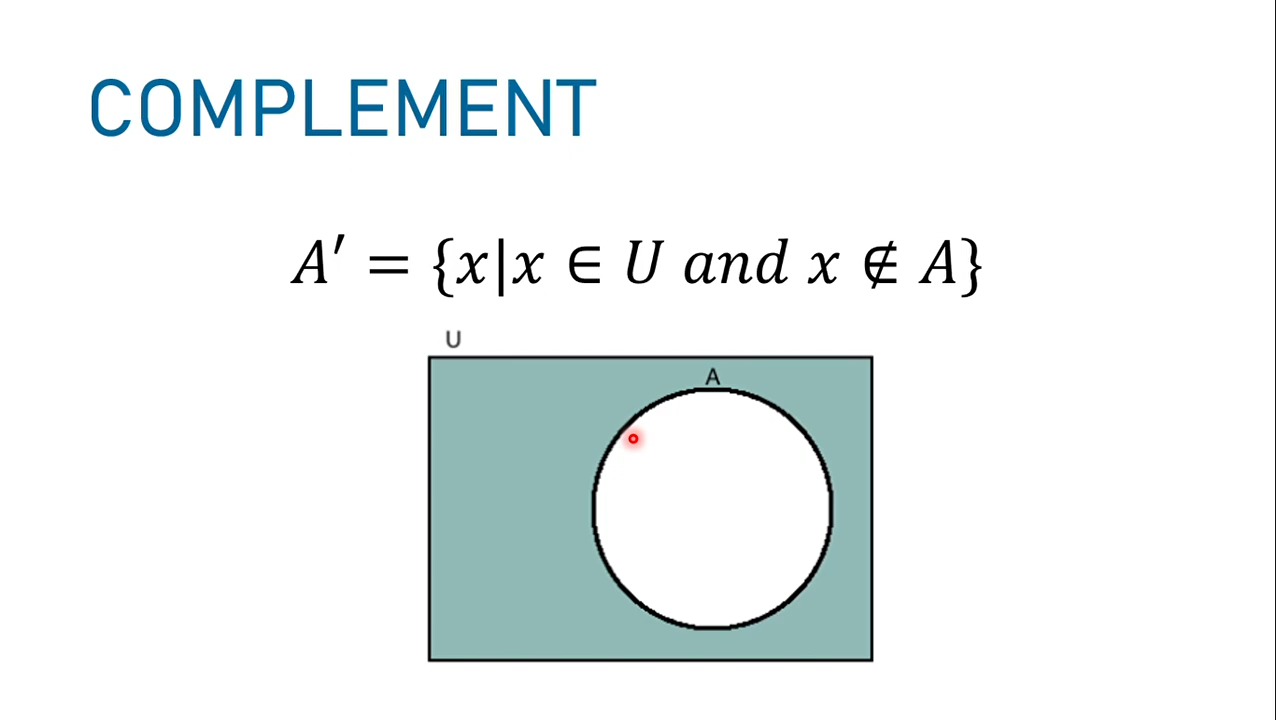 COMPLEMENT
A′ = {x|x ∈ U and x ∉ A}
U
A